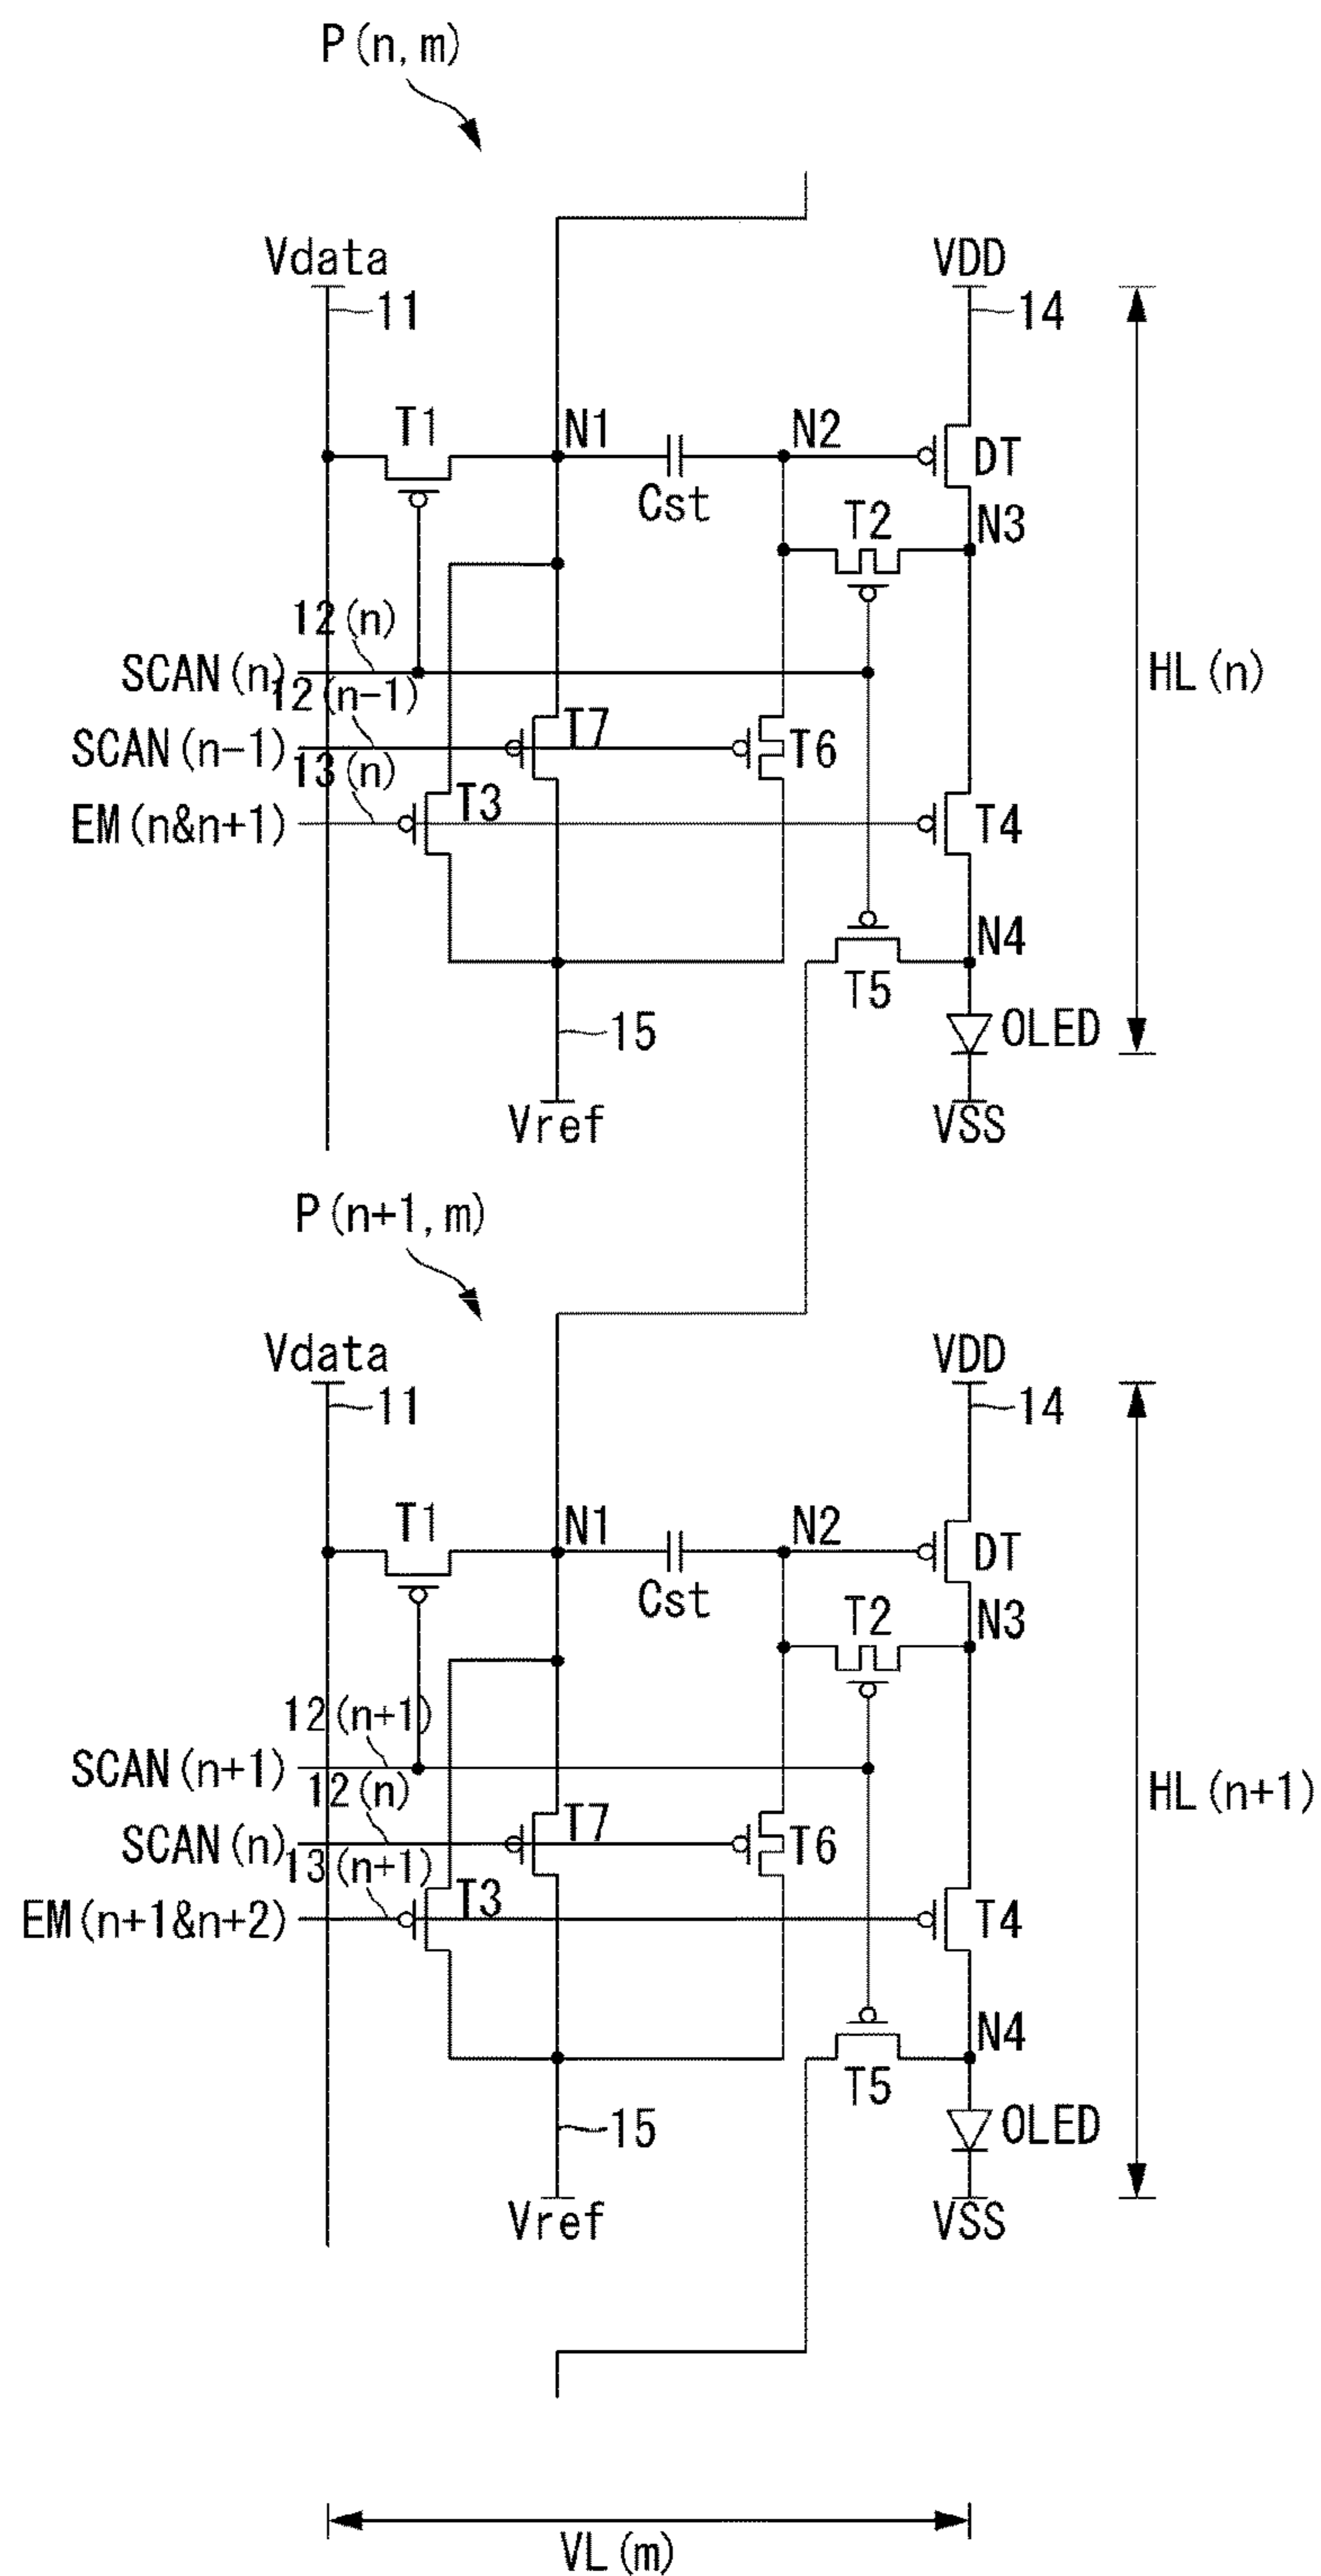 P(n,m)
Vdata
VDD
11
14
T1
N1
N2
DT
Cst
T2
N3
12(n)
SCAN(n)
HL(n)
12(n-1)
T7
SCAN(n-1)
T6
13(n)
T3
EM(n&n+1)
T4
N4
T5
OLED
15
Vref
VSS
P(n+1,m)
Vdata
VDD
11
14
T1
N1
N2
DT
Cst
T2
N3
12(n+1)
SCAN(n+1)
HL(n+1)
12(n)
T7
SCAN(n)
T6
13(n+1)
T3
EM(n+1&n+2)
T4
N4
T5
OLED
15
Vref
VSS
VL(m)